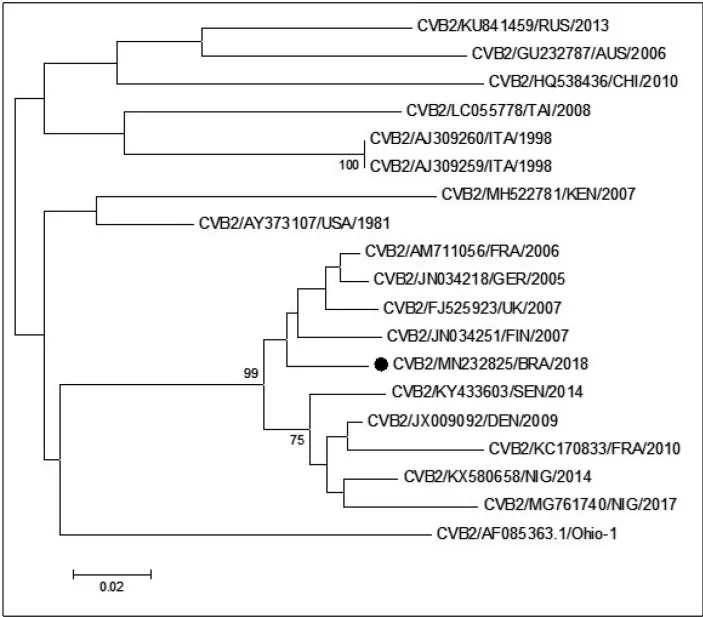 CVB2/KU841459/RUS/2013
CVB2/GU232787/AUS/2006
CVB2/HQ538436/CHI/2010
CVB2/LC055778/TAI/2008
CVB2/AJ309260/ITA/1998
100
CVB2/AJ309259/ITA/1998
CVB2/MH522781/KEN/2007
CVB2/AY373107/USA/1981
CVB2/AM711056/FRA/2006
CVB2/JN034218/GER/2005
CVB2/FJ525923/UK/2007
CVB2/JN034251/FIN/2007
CVB2/MN232825/BRA/2018
99
CVB2/KY433603/SEN/2014
CVB2/JX009092/DEN/2009
75
CVB2/KC170833/FRA/2010
CVB2/KX580658/NIG/2014
CVB2/MG761740/NIG/2017
CVB2/AF085363.1/Ohio-1
0.02